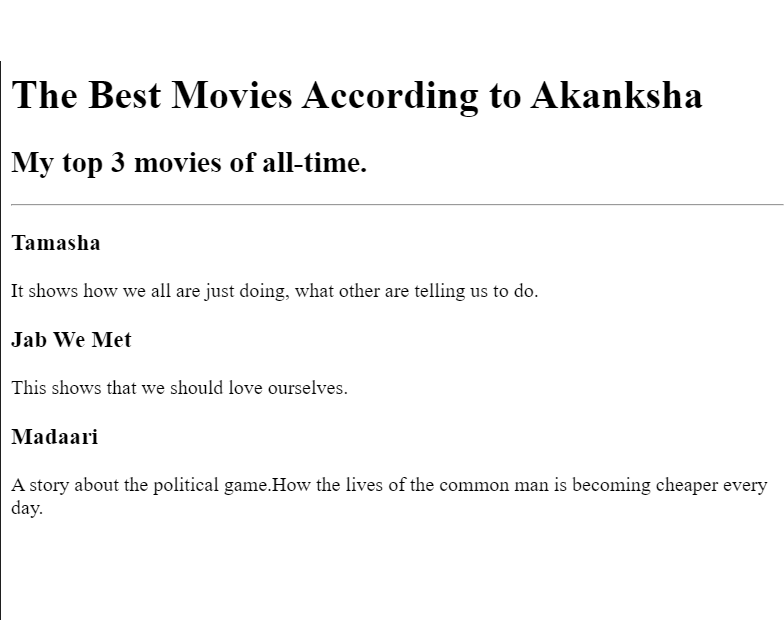 The Best Movies According to Akanksha
My top 3 movies of all-time.
Tamasha
It shows how we all are just doing, what other are telling us to do.
Jab We Met
This shows that we should love ourselves.
Madaari
A story about the political game.How the lives of the common man is becoming cheaper every
day.